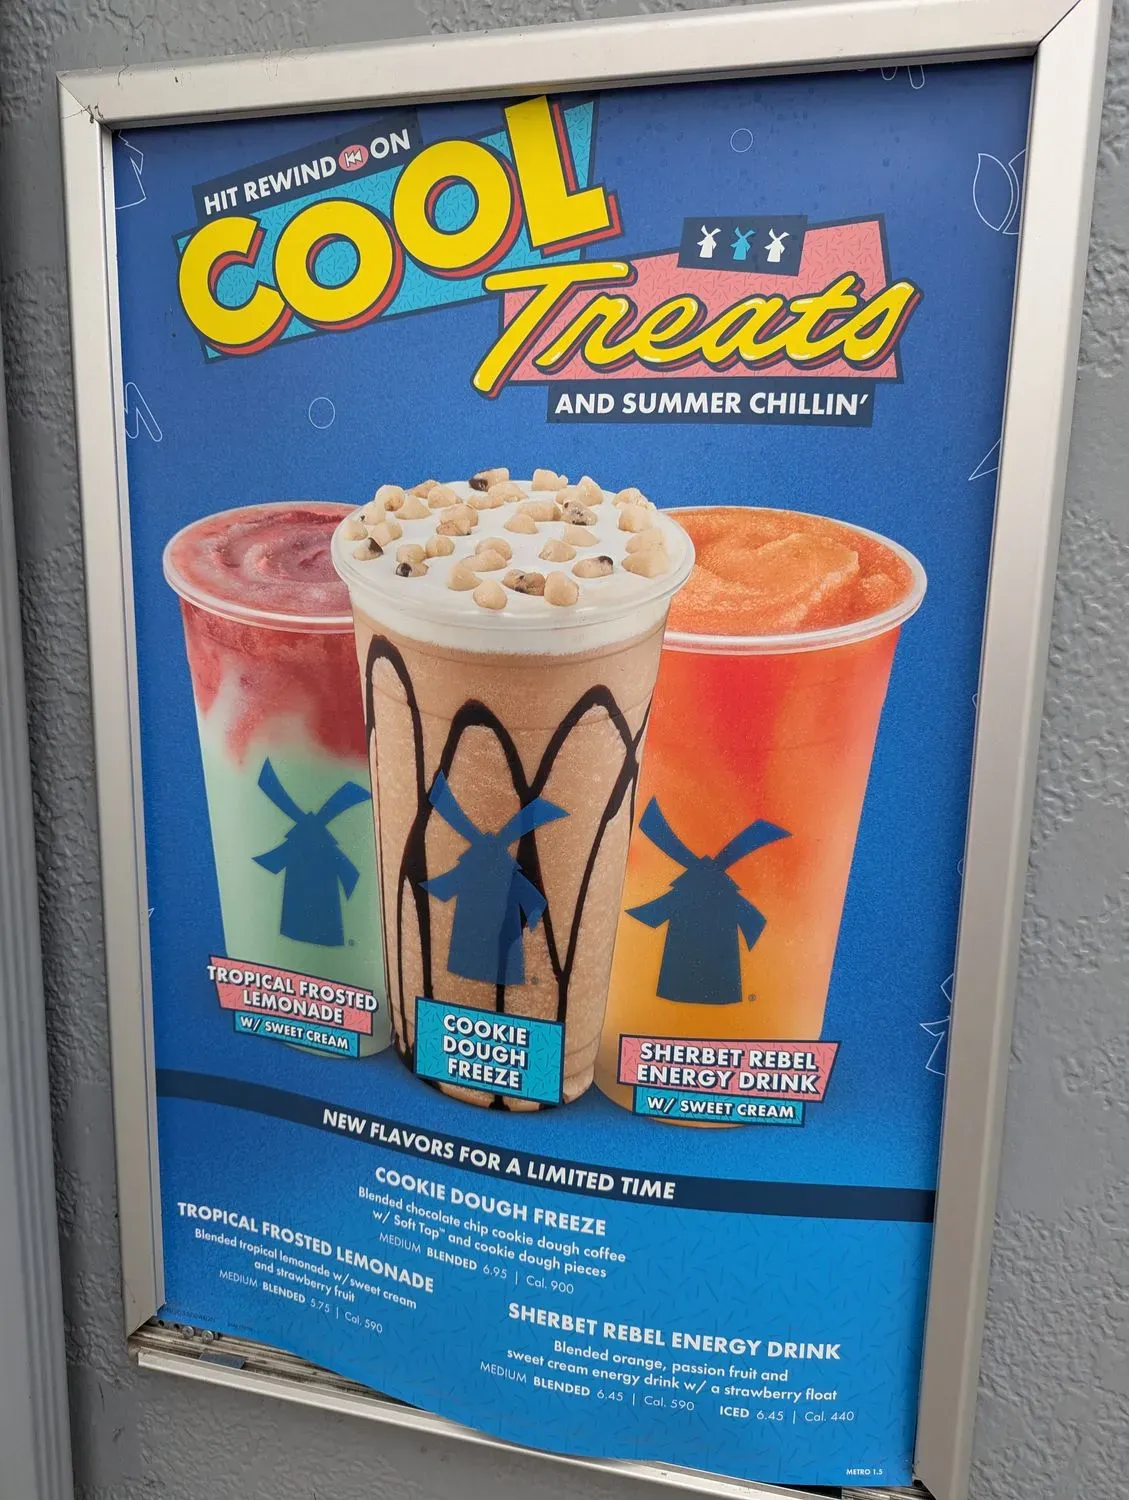 HIT REWIND ON
COOL
Treats
AND SUMMER CHILLIN'
TROPICAL FROSTED
LEMONADE
W/ SWEET CREAM
COOKIE
DOUGH
FREEZE
SHERBET REBEL
ENERGY DRINK
W/ SWEET CREAM
NEW FLAVORS FOR A LIMITED TIME
COOKIE DOUGH FREEZE
Blended chocolate chip cookie dough coffee
w/ Soft Top™ and cookie dough pieces
MEDIUM BLENDED 6.95 | Cal. 900
TROPICAL FROSTED LEMONADE
Blended tropical lemonade w/ sweet cream
and strawberry fruit
MEDIUM BLENDED 5.75 | Cal. 590
SHERBET REBEL ENERGY DRINK
Blended orange, passion fruit and
sweet cream energy drink w/ a strawberry float
MEDIUM BLENDED 6.45 | Cal. 590 ICED 6.45 | Cal. 440
METRO 1.5